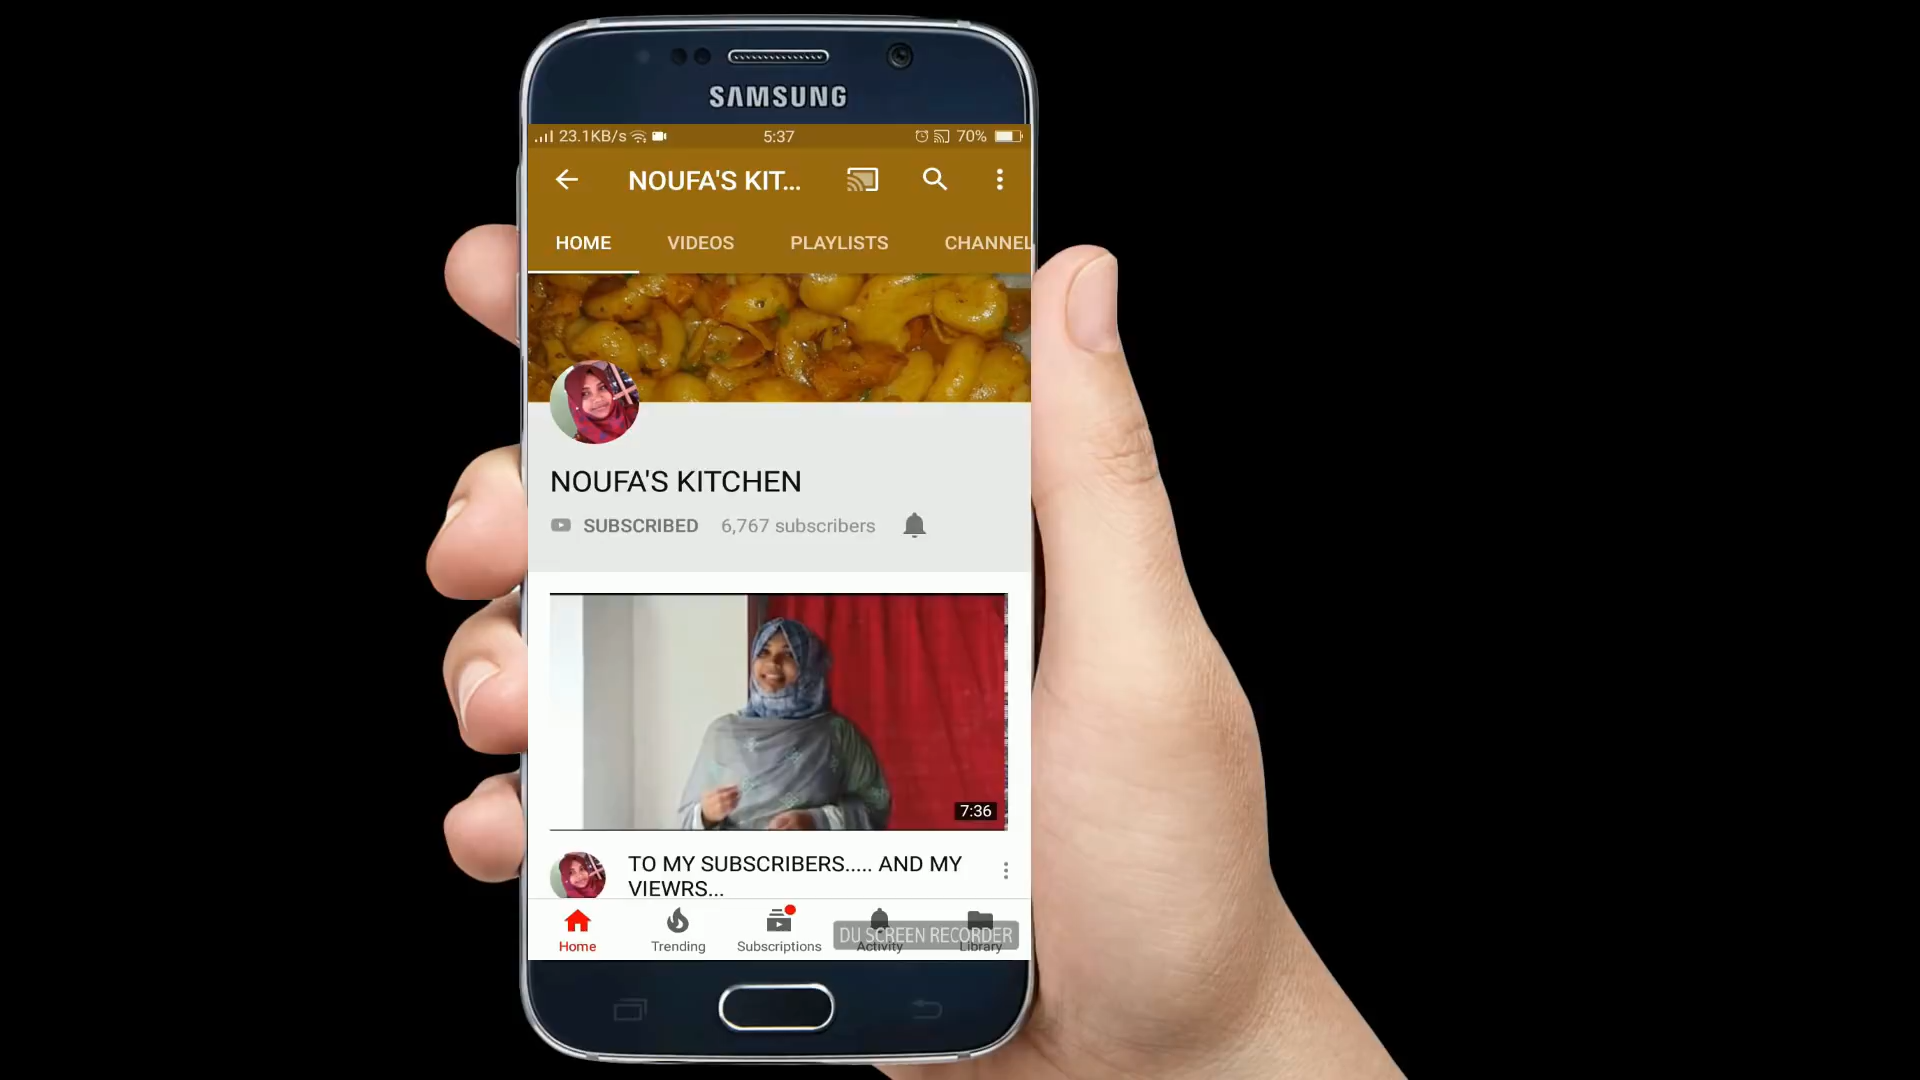 SAMSUNG
23.1KB/s 5:37 70%
NOUFA'S KIT...
HOME VIDEOS PLAYLISTS CHANNEL
NOUFA'S KITCHEN
SUBSCRIBED 6,767 subscribers
7:36
TO MY SUBSCRIBERS..... AND MY
VIEWRS...
DU SCREEN RECORDER
Home Trending Subscriptions Activity Library